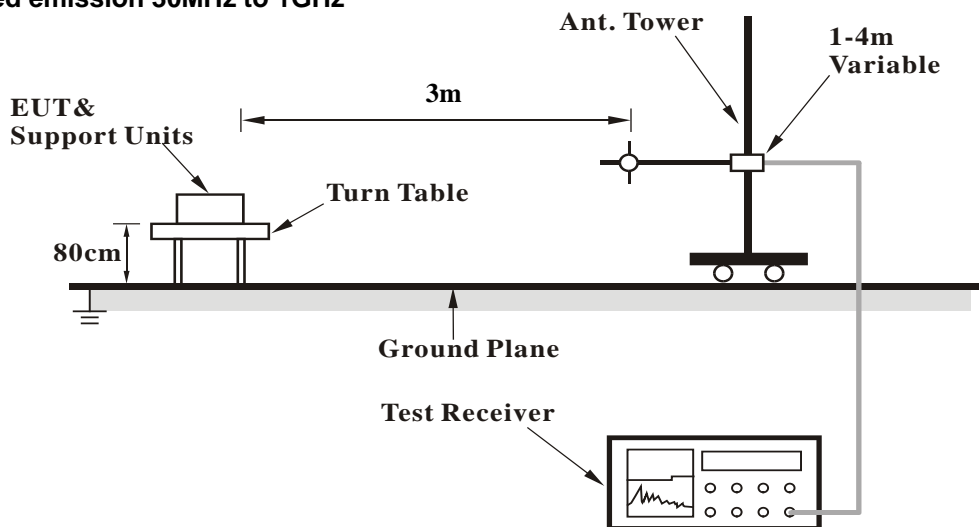 ed emission 30MHz to 1GHz
Ant. Tower
1-4m
Variable
3m
EUT&
Support Units
Turn Table
80cm
Ground Plane
Test Receiver